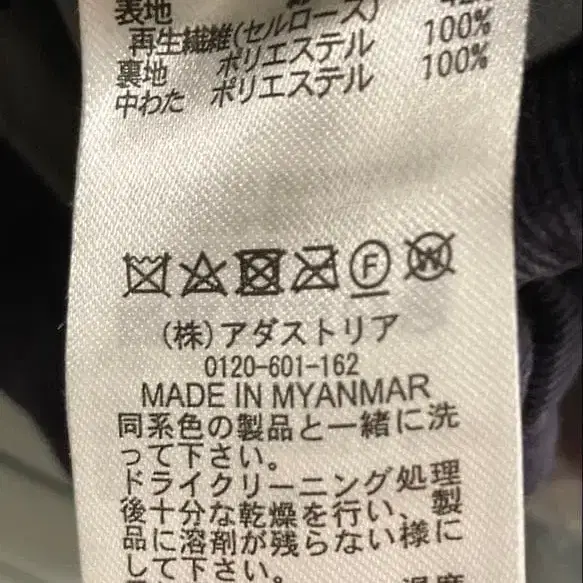 表地
再生繊維(セルロース)
裏地 ポリエステル 100%
中わた ポリエステル 100%
F
W
(株)アダストリア
0120-601-162
MADE IN MYANMAR
同系色の製品と一緒に洗
って下さい。
ドライクリーニング処理
後十分な乾燥を行い、製
品に溶剤が残らない様に
して下さい。